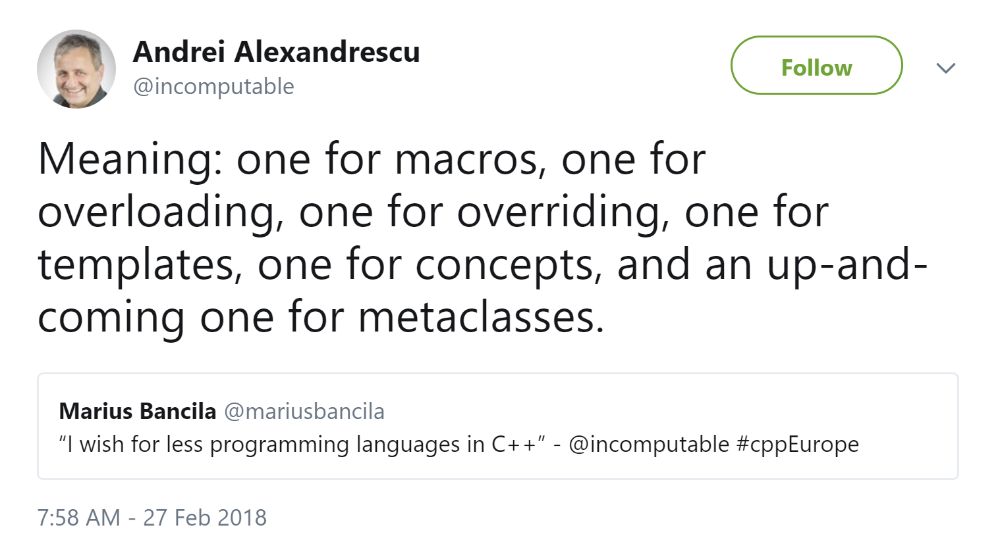 Andrei Alexandrescu
@incomputable
Follow
Meaning: one for macros, one for
overloading, one for overriding, one for
templates, one for concepts, and an up-and-
coming one for metaclasses.
Marius Bancila @mariusbancila
“I wish for less programming languages in C++” - @incomputable #cppEurope
7:58 AM - 27 Feb 2018